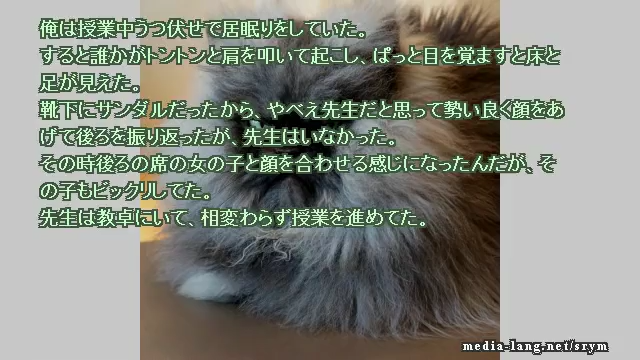 俺は授業中うつ伏せで居眠りをしていた。
すると誰かがトントンと肩を叩いて起こし、ぱっと目を覚ますと床と
足が見えた。
靴下にサンダルだったから、やべえ先生だと思って勢い良く顔をあ
げて後ろを振り返ったが、先生はいなかった。
その時後ろの席の女の子と顔を合わせる感じになったんだが、そ
の子もビックリしてた。
先生は教卓にいて、相変わらず授業を進めてた。
media-lang.net/srym